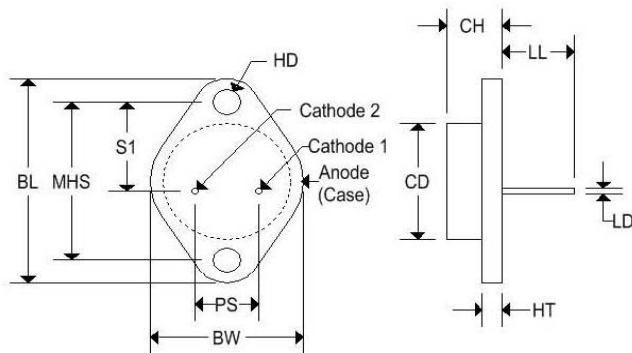 CH
HD
LL
Cathode 2
S1
Cathode 1
BL
MHS
Anode
(Case)
CD
LD
PS
HT
BW